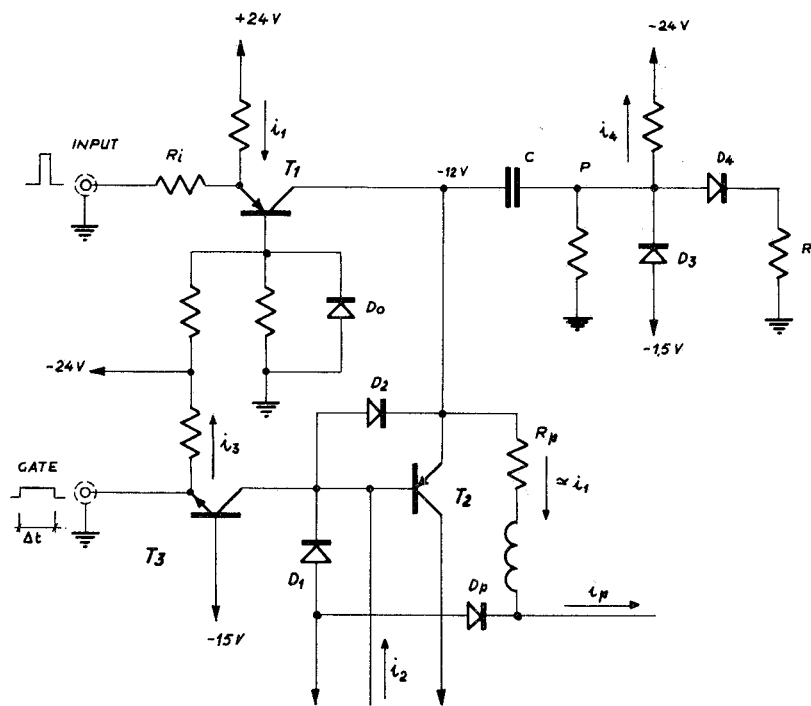 +24V
-24V
i1
i4
INPUT
Ri
T1
-12V
C
P
D4
D3
R
Do
-1,5V
-24V
D2
Rp
i3
≃ i1
GATE
T2
Δt
T3
D1
Dp
ip
-15V
i2